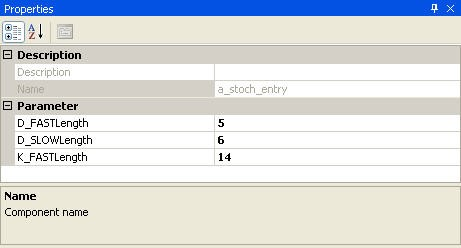 Properties
A
Z
Description
Description
Name a_stoch_entry
Parameter
D_FASTLength 5
D_SLOWLength 6
K_FASTLength 14
Name
Component name